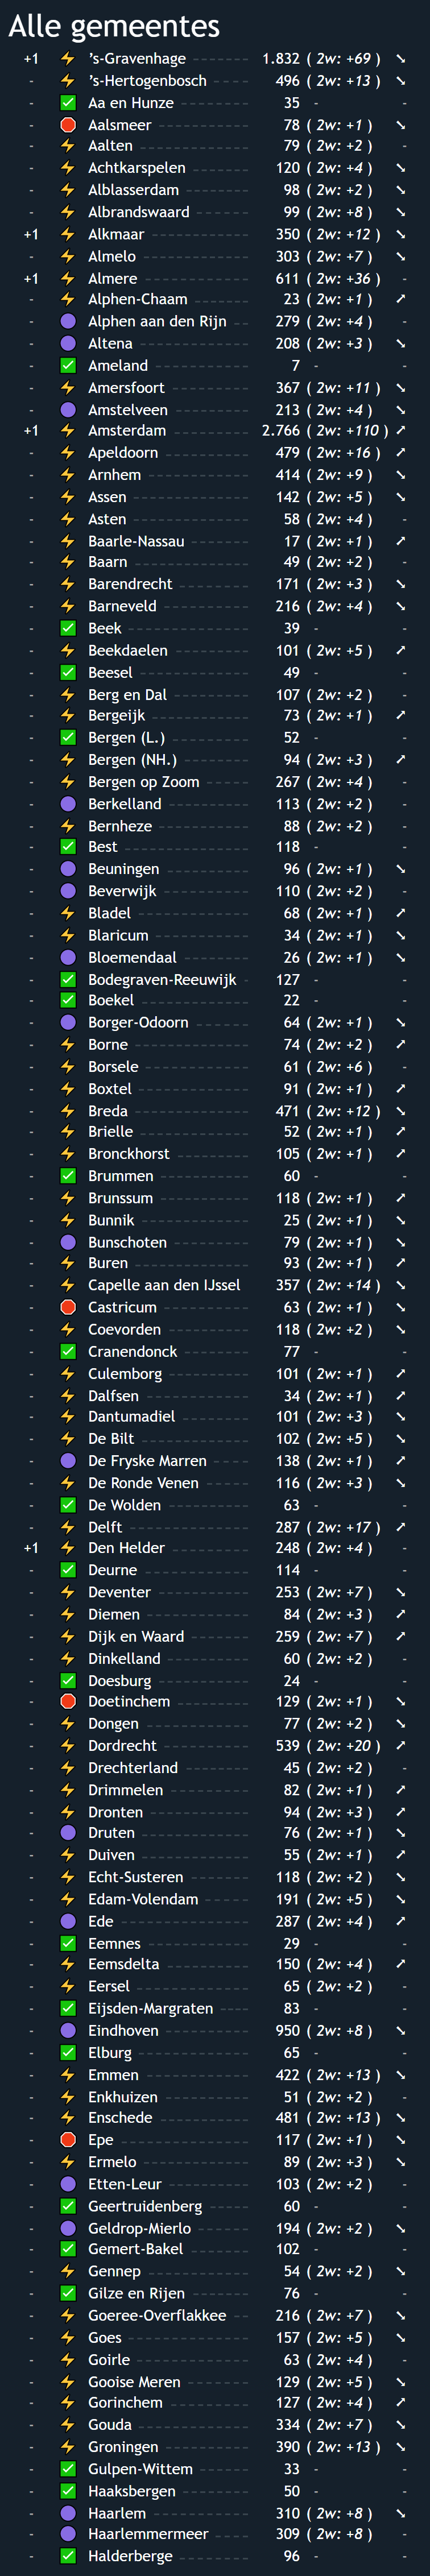 Alle gemeentes
+1 's-Gravenhage 1.832 ( 2w: +69 )
- 's-Hertogenbosch 496 ( 2w: +13 )
- Aa en Hunze 35 -
- Aalsmeer 78 ( 2w: +1 )
- Aalten 79 ( 2w: +2 ) -
- Achtkarspelen 120 ( 2w: +4 )
- Alblasserdam 98 ( 2w: +2 )
- Albrandswaard 99 ( 2w: +8 )
+1 Alkmaar 350 ( 2w: +12 )
- Almelo 303 ( 2w: +7 )
+1 Almere 611 ( 2w: +36 ) -
- Alphen-Chaam 23 ( 2w: +1 )
- Alphen aan den Rijn 279 ( 2w: +4 ) -
- Altena 208 ( 2w: +3 )
- Ameland 7 - -
- Amersfoort 367 ( 2w: +11 )
- Amstelveen 213 ( 2w: +4 )
+1 Amsterdam 2.766 ( 2w: +110 )
- Apeldoorn 479 ( 2w: +16 )
- Arnhem 414 ( 2w: +9 )
- Assen 142 ( 2w: +5 )
- Asten 58 ( 2w: +4 ) -
- Baarle-Nassau 17 ( 2w: +1 )
- Baarn 49 ( 2w: +2 ) -
- Barendrecht 171 ( 2w: +3 )
- Barneveld 216 ( 2w: +4 )
- Beek 39 - -
- Beekdaelen 101 ( 2w: +5 )
- Beesel 49 - -
- Berg en Dal 107 ( 2w: +2 ) -
- Bergeijk 73 ( 2w: +1 )
- Bergen (L.) 52 - -
- Bergen (NH.) 94 ( 2w: +3 )
- Bergen op Zoom 267 ( 2w: +4 ) -
- Berkelland 113 ( 2w: +2 ) -
- Bernheze 88 ( 2w: +2 ) -
- Best 118 - -
- Beuningen 96 ( 2w: +1 )
- Beverwijk 110 ( 2w: +2 ) -
- Bladel 68 ( 2w: +1 )
- Blaricum 34 ( 2w: +1 )
- Bloemendaal 26 ( 2w: +1 )
- Bodegraven-Reeuwijk 127 - -
- Boekel 22 - -
- Borger-Odoorn 64 ( 2w: +1 )
- Borne 74 ( 2w: +2 )
- Borsele 61 ( 2w: +6 ) -
- Boxtel 91 ( 2w: +1 )
- Breda 471 ( 2w: +12 )
- Brielle 52 ( 2w: +1 )
- Bronckhorst 105 ( 2w: +1 )
- Brummen 60 - -
- Brunssum 118 ( 2w: +1 )
- Bunnik 25 ( 2w: +1 )
- Bunschoten 79 ( 2w: +1 )
- Buren 93 ( 2w: +1 )
- Capelle aan den IJssel 357 ( 2w: +14 )
- Castricum 63 ( 2w: +1 )
- Coevorden 118 ( 2w: +2 )
- Cranendonck 77 - -
- Culemborg 101 ( 2w: +1 )
- Dalfsen 34 ( 2w: +1 )
- Dantumadiel 101 ( 2w: +3 )
- De Bilt 102 ( 2w: +5 )
- De Fryske Marren 138 ( 2w: +1 )
- De Ronde Venen 116 ( 2w: +3 )
- De Wolden 63 - -
- Delft 287 ( 2w: +17 )
+1 Den Helder 248 ( 2w: +4 ) -
- Deurne 114 - -
- Deventer 253 ( 2w: +7 )
- Diemen 84 ( 2w: +3 )
- Dijk en Waard 259 ( 2w: +7 )
- Dinkelland 60 ( 2w: +2 ) -
- Doesburg 24 - -
- Doetinchem 129 ( 2w: +1 )
- Dongen 77 ( 2w: +2 )
- Dordrecht 539 ( 2w: +20 )
- Drechterland 45 ( 2w: +2 ) -
- Drimmelen 82 ( 2w: +1 )
- Dronten 94 ( 2w: +3 )
- Druten 76 ( 2w: +1 )
- Duiven 55 ( 2w: +1 )
- Echt-Susteren 118 ( 2w: +2 )
- Edam-Volendam 191 ( 2w: +5 )
- Ede 287 ( 2w: +4 )
- Eemnes 29 - -
- Eemsdelta 150 ( 2w: +4 )
- Eersel 65 ( 2w: +2 ) -
- Eijsden-Margraten 83 - -
- Eindhoven 950 ( 2w: +8 )
- Elburg 65 - -
- Emmen 422 ( 2w: +13 )
- Enkhuizen 51 ( 2w: +2 ) -
- Enschede 481 ( 2w: +13 )
- Epe 117 ( 2w: +1 )
- Ermelo 89 ( 2w: +3 )
- Etten-Leur 103 ( 2w: +2 ) -
- Geertruidenberg 60 - -
- Geldrop-Mierlo 194 ( 2w: +2 )
- Gemert-Bakel 102 - -
- Gennep 54 ( 2w: +2 )
- Gilze en Rijen 76 - -
- Goeree-Overflakkee 216 ( 2w: +7 )
- Goes 157 ( 2w: +5 )
- Goirle 63 ( 2w: +4 ) -
- Gooise Meren 129 ( 2w: +5 )
- Gorinchem 127 ( 2w: +4 )
- Gouda 334 ( 2w: +7 )
- Groningen 390 ( 2w: +13 )
- Gulpen-Wittem 33 - -
- Haaksbergen 50 - -
- Haarlem 310 ( 2w: +8 )
- Haarlemmermeer 309 ( 2w: +8 ) -
- Halderberge 96 - -